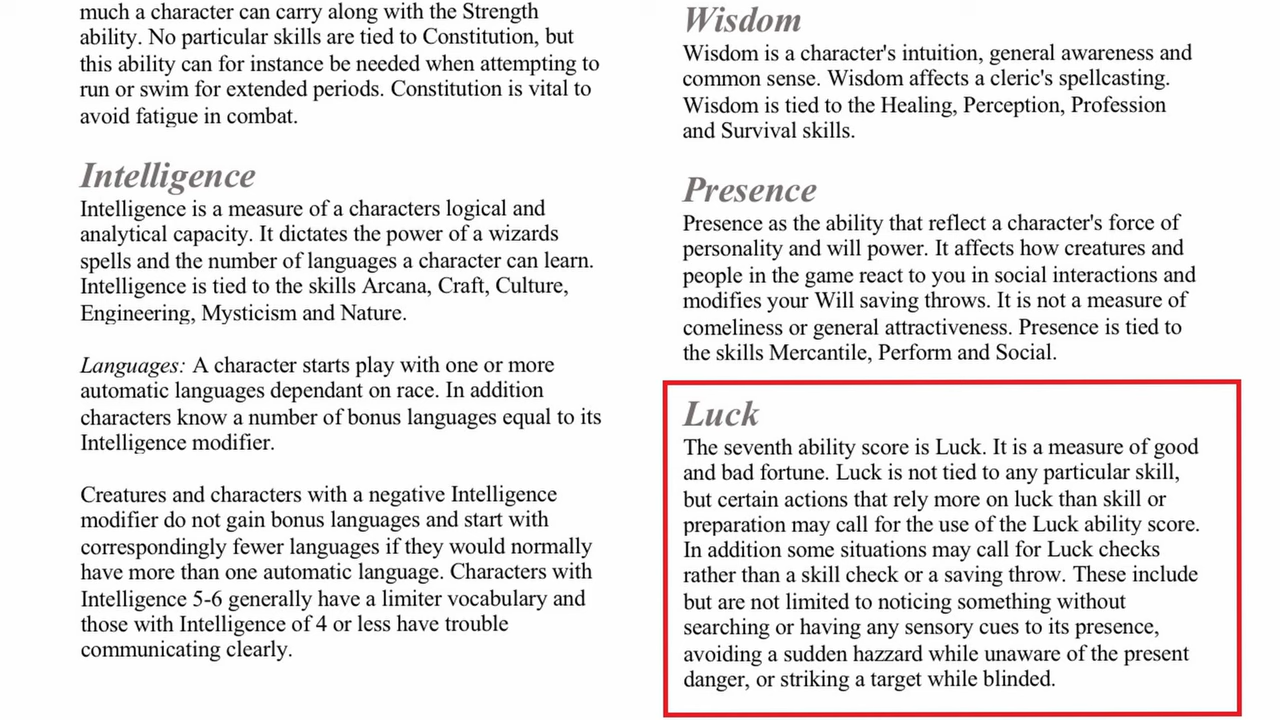 much a character can carry along with the Strength
ability. No particular skills are tied to Constitution, but
this ability can for instance be needed when attempting to
run or swim for extended periods. Constitution is vital to
avoid fatigue in combat.
Intelligence
Intelligence is a measure of a characters logical and
analytical capacity. It dictates the power of a wizards
spells and the number of languages a character can learn.
Intelligence is tied to the skills Arcana, Craft, Culture,
Engineering, Mysticism and Nature.
Languages: A character starts play with one or more
automatic languages dependant on race. In addition
characters know a number of bonus languages equal to its
Intelligence modifier.
Creatures and characters with a negative Intelligence
modifier do not gain bonus languages and start with
correspondingly fewer languages if they would normally
have more than one automatic language. Characters with
Intelligence 5-6 generally have a limiter vocabulary and
those with Intelligence of 4 or less have trouble
communicating clearly.
Wisdom
Wisdom is a character's intuition, general awareness and
common sense. Wisdom affects a cleric's spellcasting.
Wisdom is tied to the Healing, Perception, Profession
and Survival skills.
Presence
Presence as the ability that reflect a character's force of
personality and will power. It affects how creatures and
people in the game react to you in social interactions and
modifies your Will saving throws. It is not a measure of
comeliness or general attractiveness. Presence is tied to
the skills Mercantile, Perform and Social.
Luck
The seventh ability score is Luck. It is a measure of good
and bad fortune. Luck is not tied to any particular skill,
but certain actions that rely more on luck than skill or
preparation may call for the use of the Luck ability score.
In addition some situations may call for Luck checks
rather than a skill check or a saving throw. These include
but are not limited to noticing something without
searching or having any sensory cues to its presence,
avoiding a sudden hazzard while unaware of the present
danger, or striking a target while blinded.